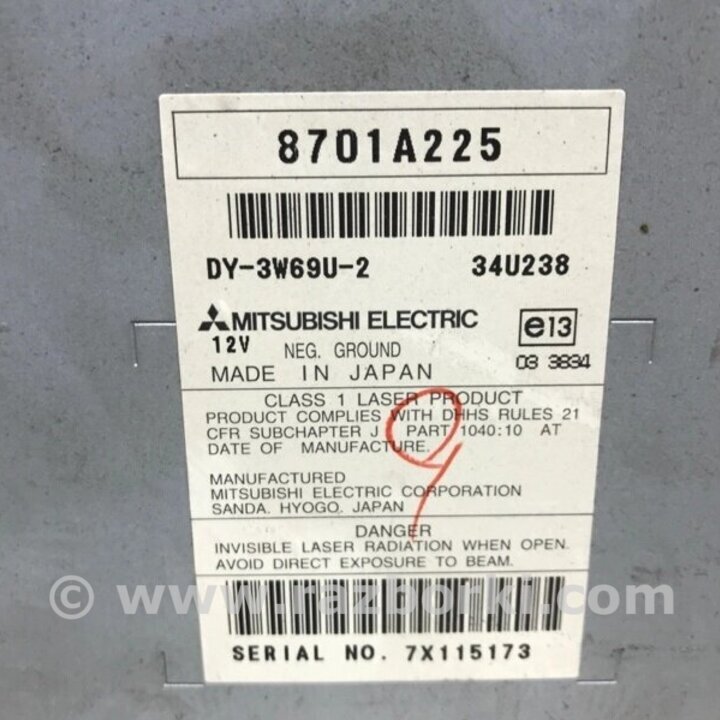 8701A225
DY-3W69U-2 34U238
MITSUBISHI ELECTRIC e13
12V NEG. GROUND 03 3834
MADE IN JAPAN
CLASS 1 LASER PRODUCT
PRODUCT COMPLIES WITH DHHS RULES 21
CFR SUBCHAPTER J, PART 1040:10 AT
DATE OF MANUFACTURE.
9
MANUFACTURED
MITSUBISHI ELECTRIC CORPORATION
SANDA. HYOGO. JAPAN
DANGER
INVISIBLE LASER RADIATION WHEN OPEN.
AVOID DIRECT EXPOSURE TO BEAM.
© www.razborki.com
SERIAL NO. 7X115173